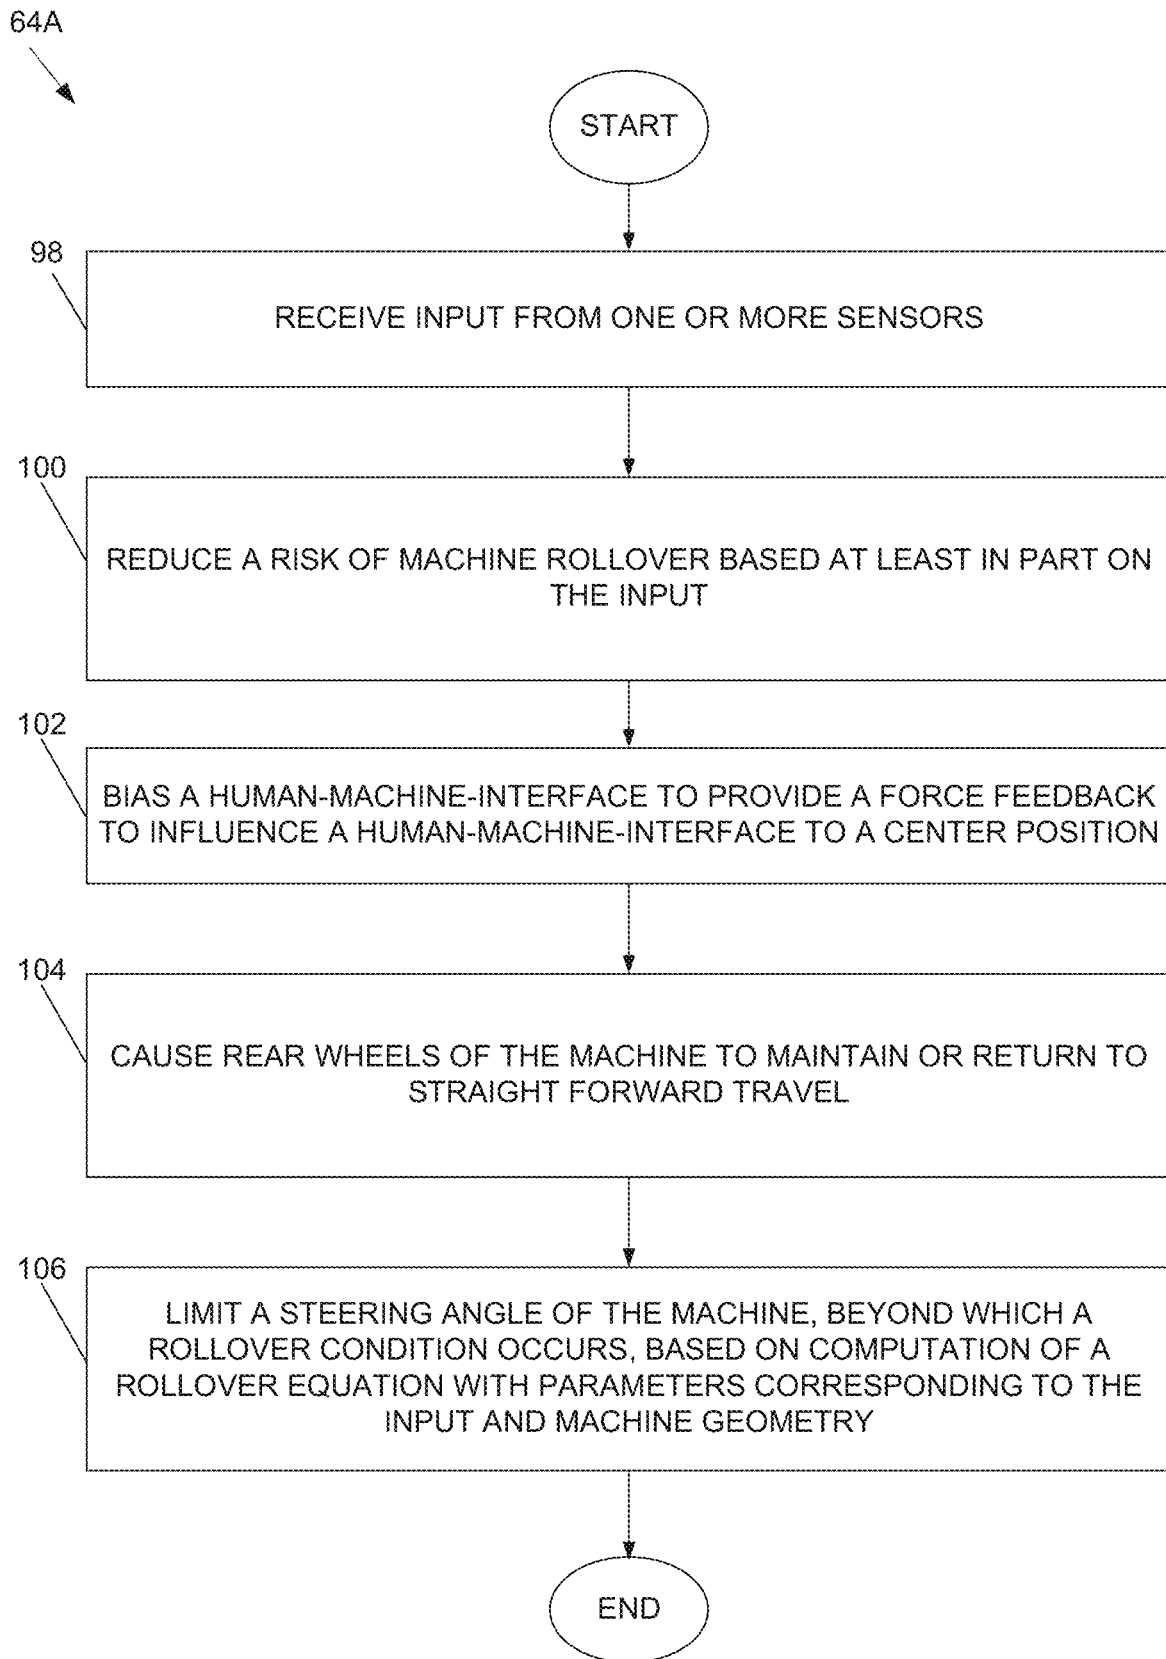 64A
START
98
RECEIVE INPUT FROM ONE OR MORE SENSORS
100
REDUCE A RISK OF MACHINE ROLLOVER BASED AT LEAST IN PART ON
THE INPUT
102
BIAS A HUMAN-MACHINE-INTERFACE TO PROVIDE A FORCE FEEDBACK
TO INFLUENCE A HUMAN-MACHINE-INTERFACE TO A CENTER POSITION
104
CAUSE REAR WHEELS OF THE MACHINE TO MAINTAIN OR RETURN TO
STRAIGHT FORWARD TRAVEL
106
LIMIT A STEERING ANGLE OF THE MACHINE, BEYOND WHICH A
ROLLOVER CONDITION OCCURS, BASED ON COMPUTATION OF A
ROLLOVER EQUATION WITH PARAMETERS CORRESPONDING TO THE
INPUT AND MACHINE GEOMETRY
END